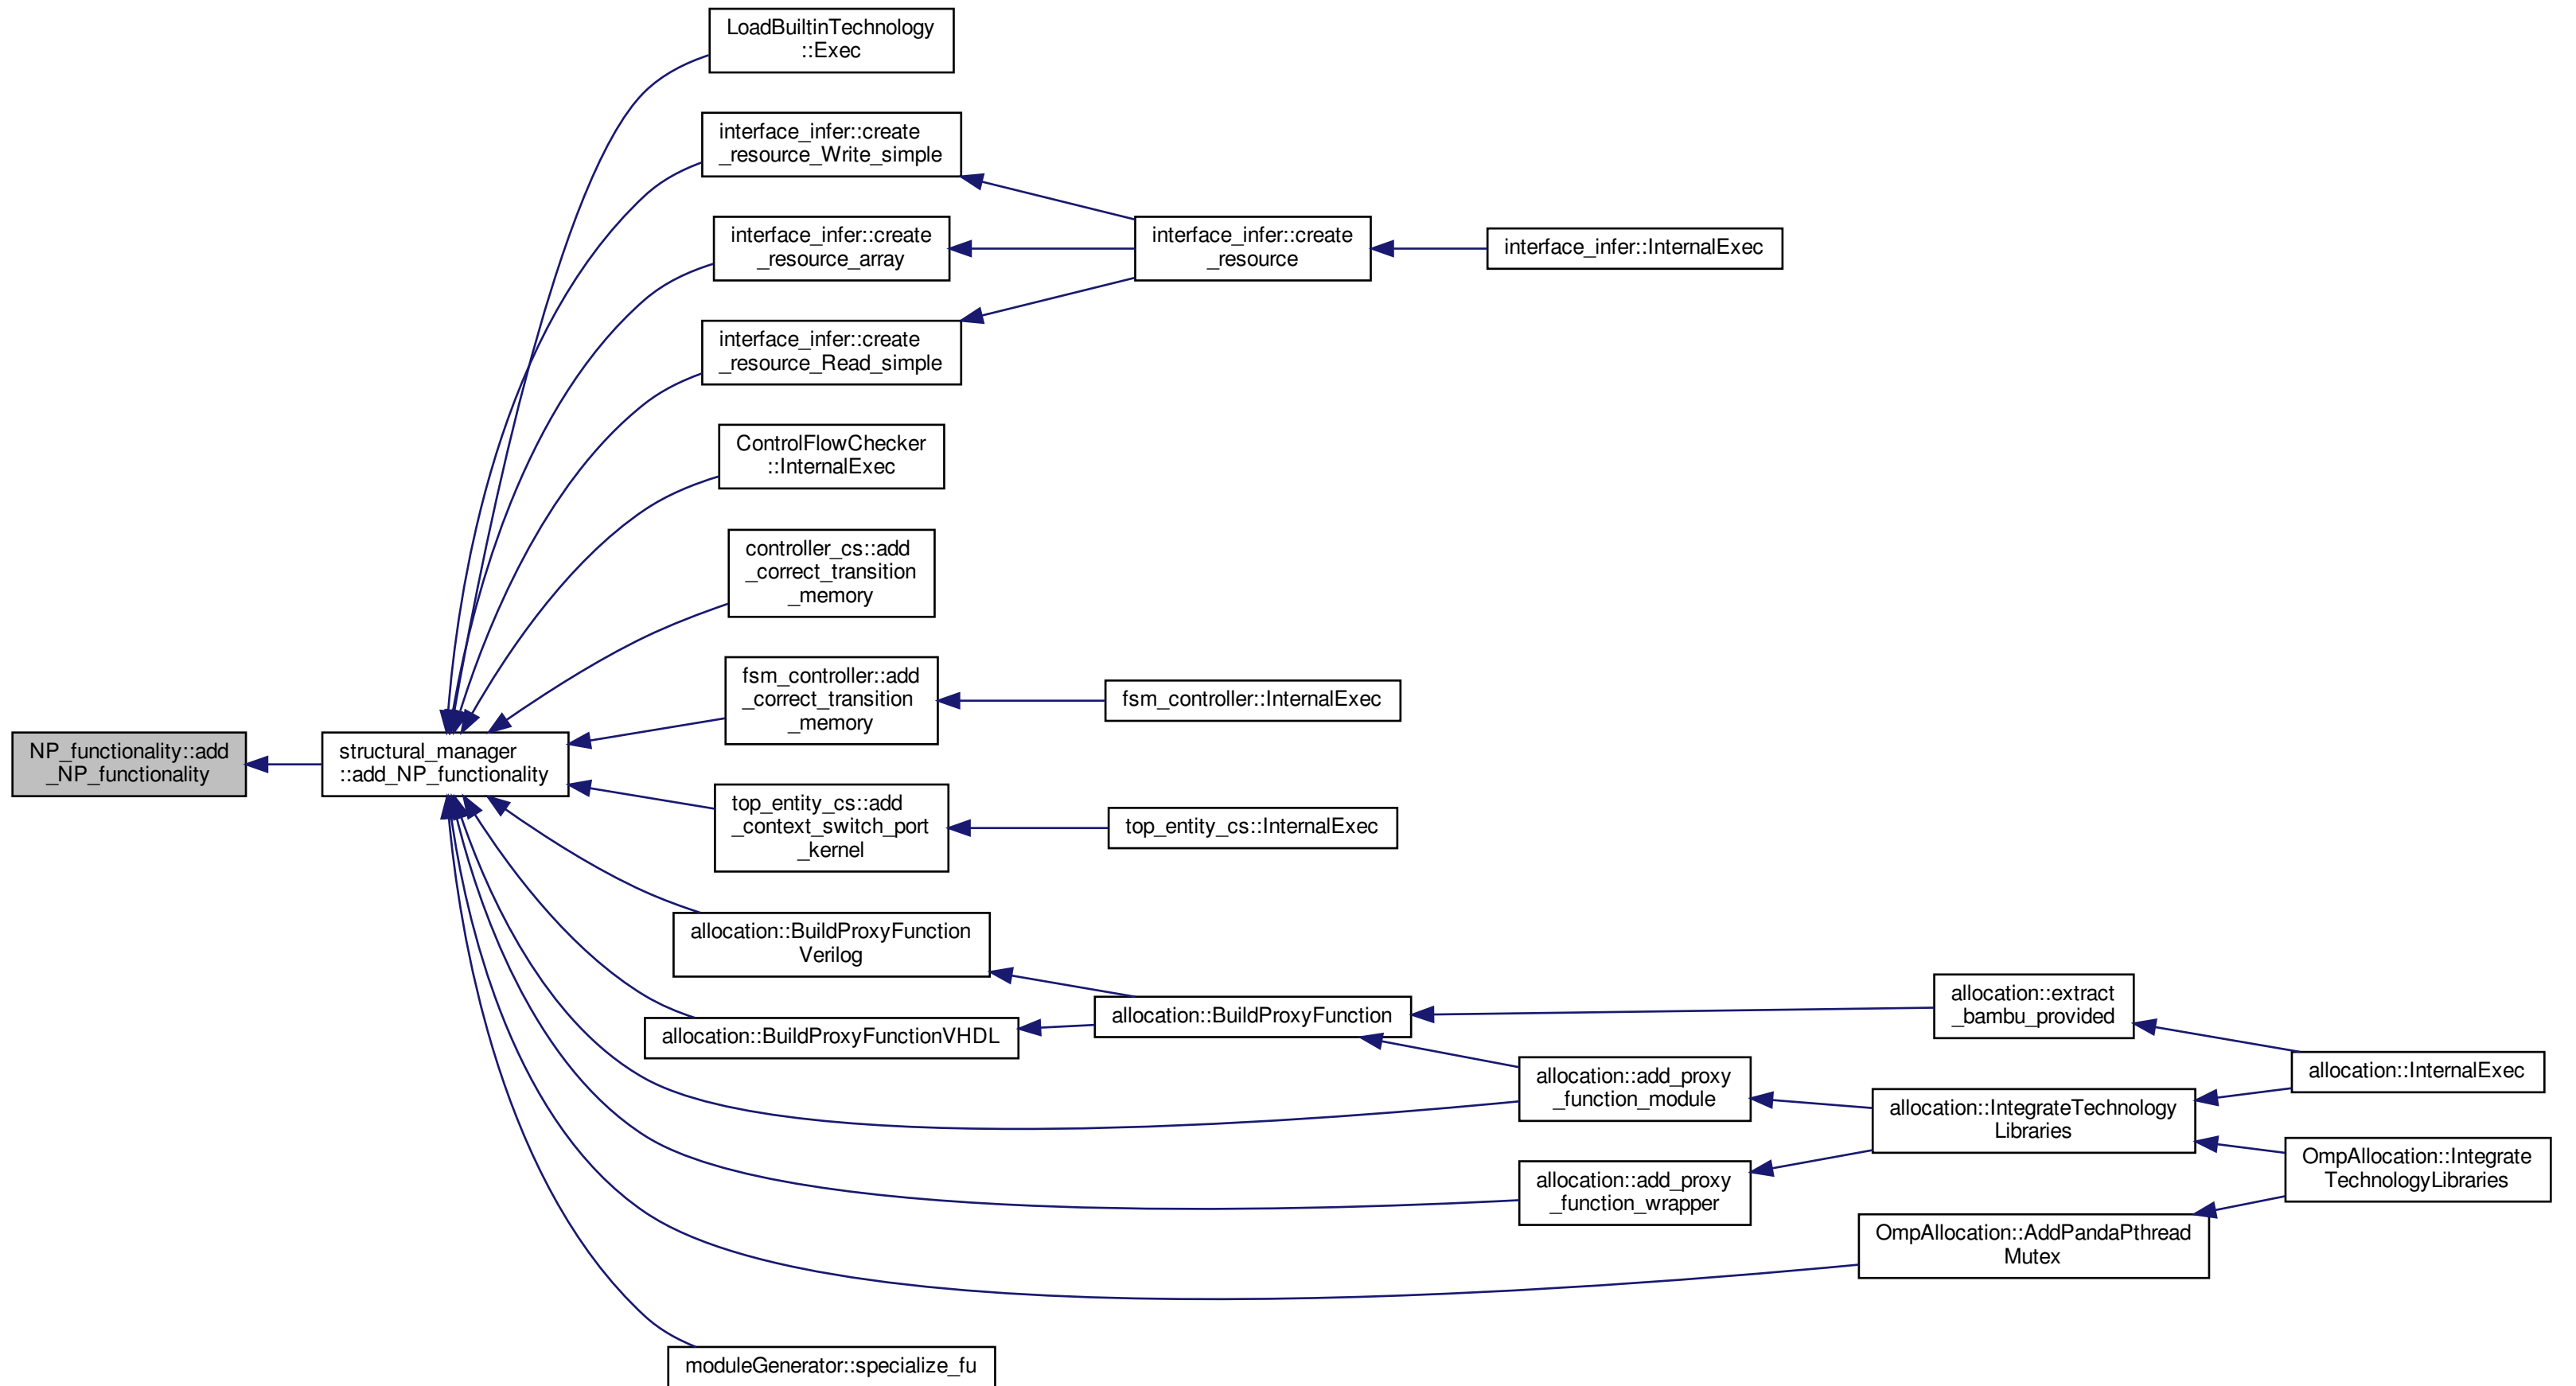 LoadBuiltinTechnology
::Exec
interface_infer::create
_resource_Write_simple
interface_infer::create
_resource_array
interface_infer::create
_resource
interface_infer::InternalExec
interface_infer::create
_resource_Read_simple
ControlFlowChecker
::InternalExec
controller_cs::add
_correct_transition
_memory
fsm_controller::add
_correct_transition
_memory
fsm_controller::InternalExec
NP_functionality::add
_NP_functionality
structural_manager
::add_NP_functionality
top_entity_cs::add
_context_switch_port
_kernel
top_entity_cs::InternalExec
allocation::BuildProxyFunction
Verilog
allocation::BuildProxyFunctionVHDL
allocation::BuildProxyFunction
allocation::extract
_bambu_provided
allocation::InternalExec
allocation::add_proxy
_function_module
allocation::IntegrateTechnology
Libraries
OmpAllocation::Integrate
TechnologyLibraries
allocation::add_proxy
_function_wrapper
OmpAllocation::AddPandaPthread
Mutex
moduleGenerator::specialize_fu